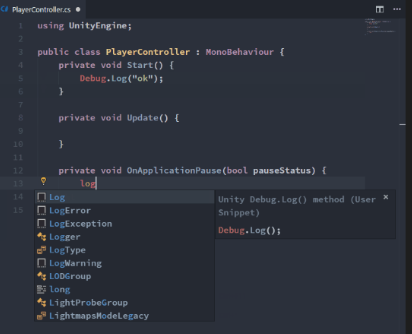 PlayerController.cs ●
1 using UnityEngine;
2
3 public class PlayerController : MonoBehaviour {
4 private void Start() {
5 Debug.Log("ok");
6 }
7
8 private void Update() {
9
10 }
11
12 private void OnApplicationPause(bool pauseStatus) {
13 log
14
15
Log
LogError
LogException
Logger
LogType
LogWarning
LODGroup
long
LightProbeGroup
LightmapsModeLegacy
Unity Debug.Log() method (User
Snippet)
Debug.Log();